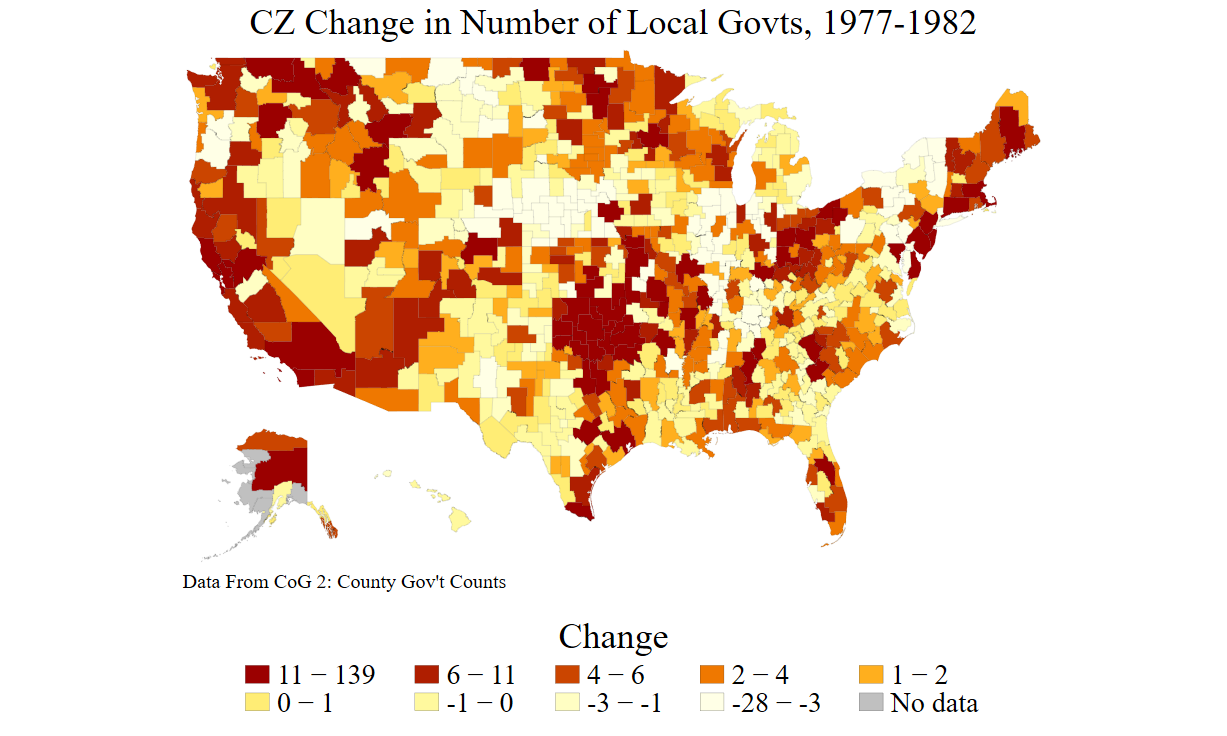 CZ Change in Number of Local Govts, 1977-1982
Data From CoG 2: County Gov't Counts
Change
11 − 139 6 − 11 4 − 6 2 − 4 1 − 2
0 − 1 -1 − 0 -3 − -1 -28 − -3 No data